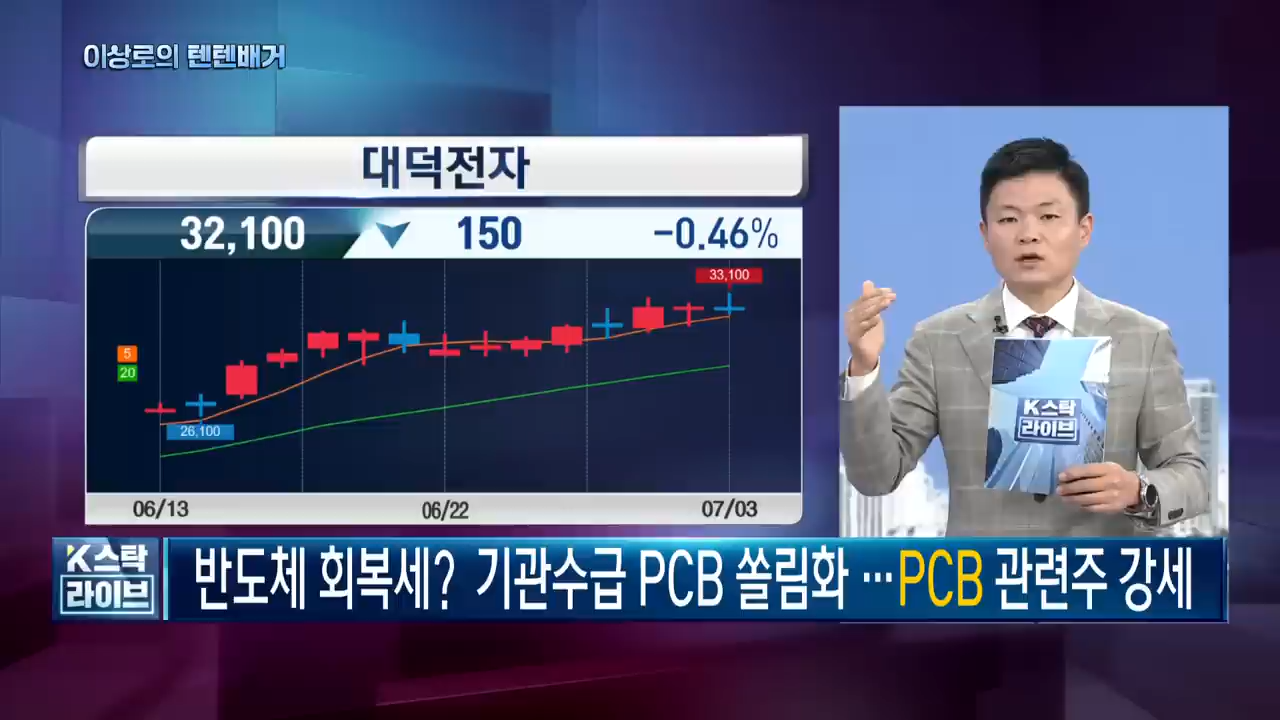 이상로의 텐텐배거
대덕전자
32,100 ▼ 150 -0.46%
33,100
5
20
26,100
06/13 06/22 07/03
K스탁
라이브
K스탁
라이브
반도체 회복세? 기관수급 PCB 쏠림화 …PCB 관련주 강세